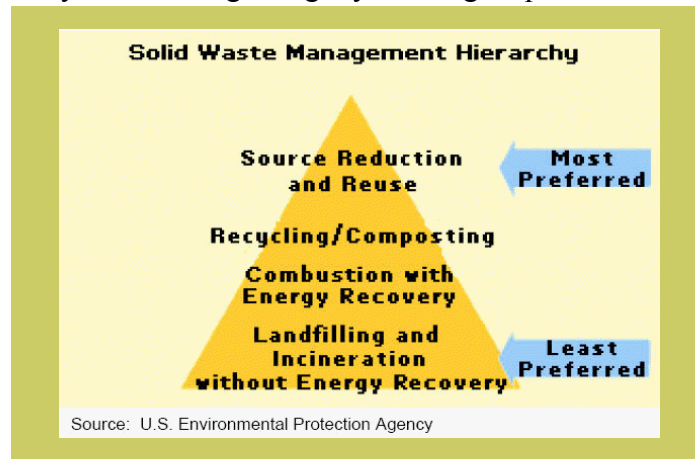 Solid Waste Management Hierarchy
Source Reduction
and Reuse
Most
Preferred
Recycling/Composting
Combustion with
Energy Recovery
Landfilling and
Incineration
without Energy Recovery
Least
Preferred
Source: U.S. Environmental Protection Agency